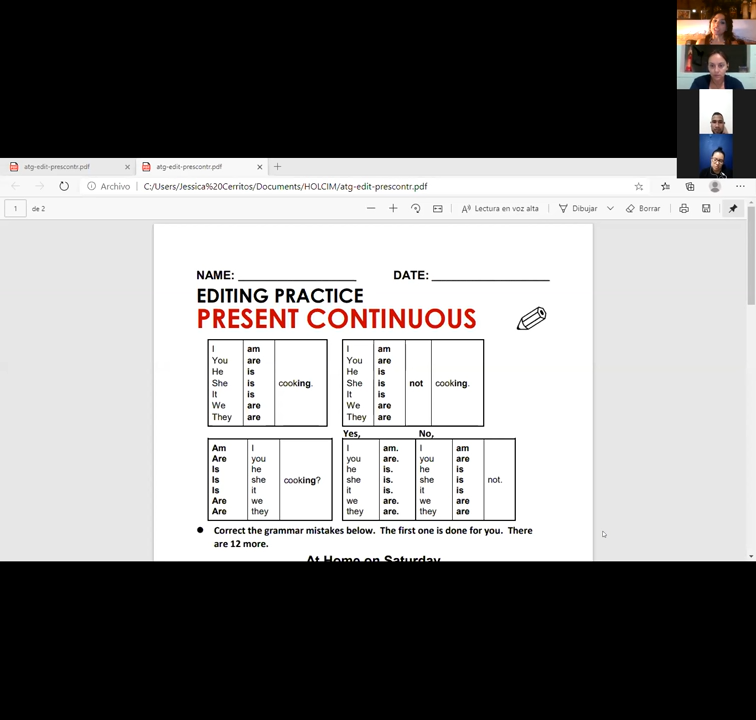 atg-edit-prescontr.pdf
atg-edit-prescontr.pdf
Archivo C:/Users/Jessica%20Cerritos/Documents/HOLCIM/atg-edit-prescontr.pdf
1 de 2 Lectura en voz alta Dibujar Borrar
NAME: DATE:
EDITING PRACTICE
PRESENT CONTINUOUS
I am
You are
He is
She is cooking.
It is
We are
They are
I am
You are
He is
She is not cooking.
It is
We are
They are
Am I
Are you
Is he
Is she cooking?
Is it
Are we
Are they
Yes, No,
I am. I am
you are. you are
he is. he is
she is. she is not.
it is. it is
we are. we are
they are. they are
Correct the grammar mistakes below. The first one is done for you. There
are 12 more.
At Home on Saturday